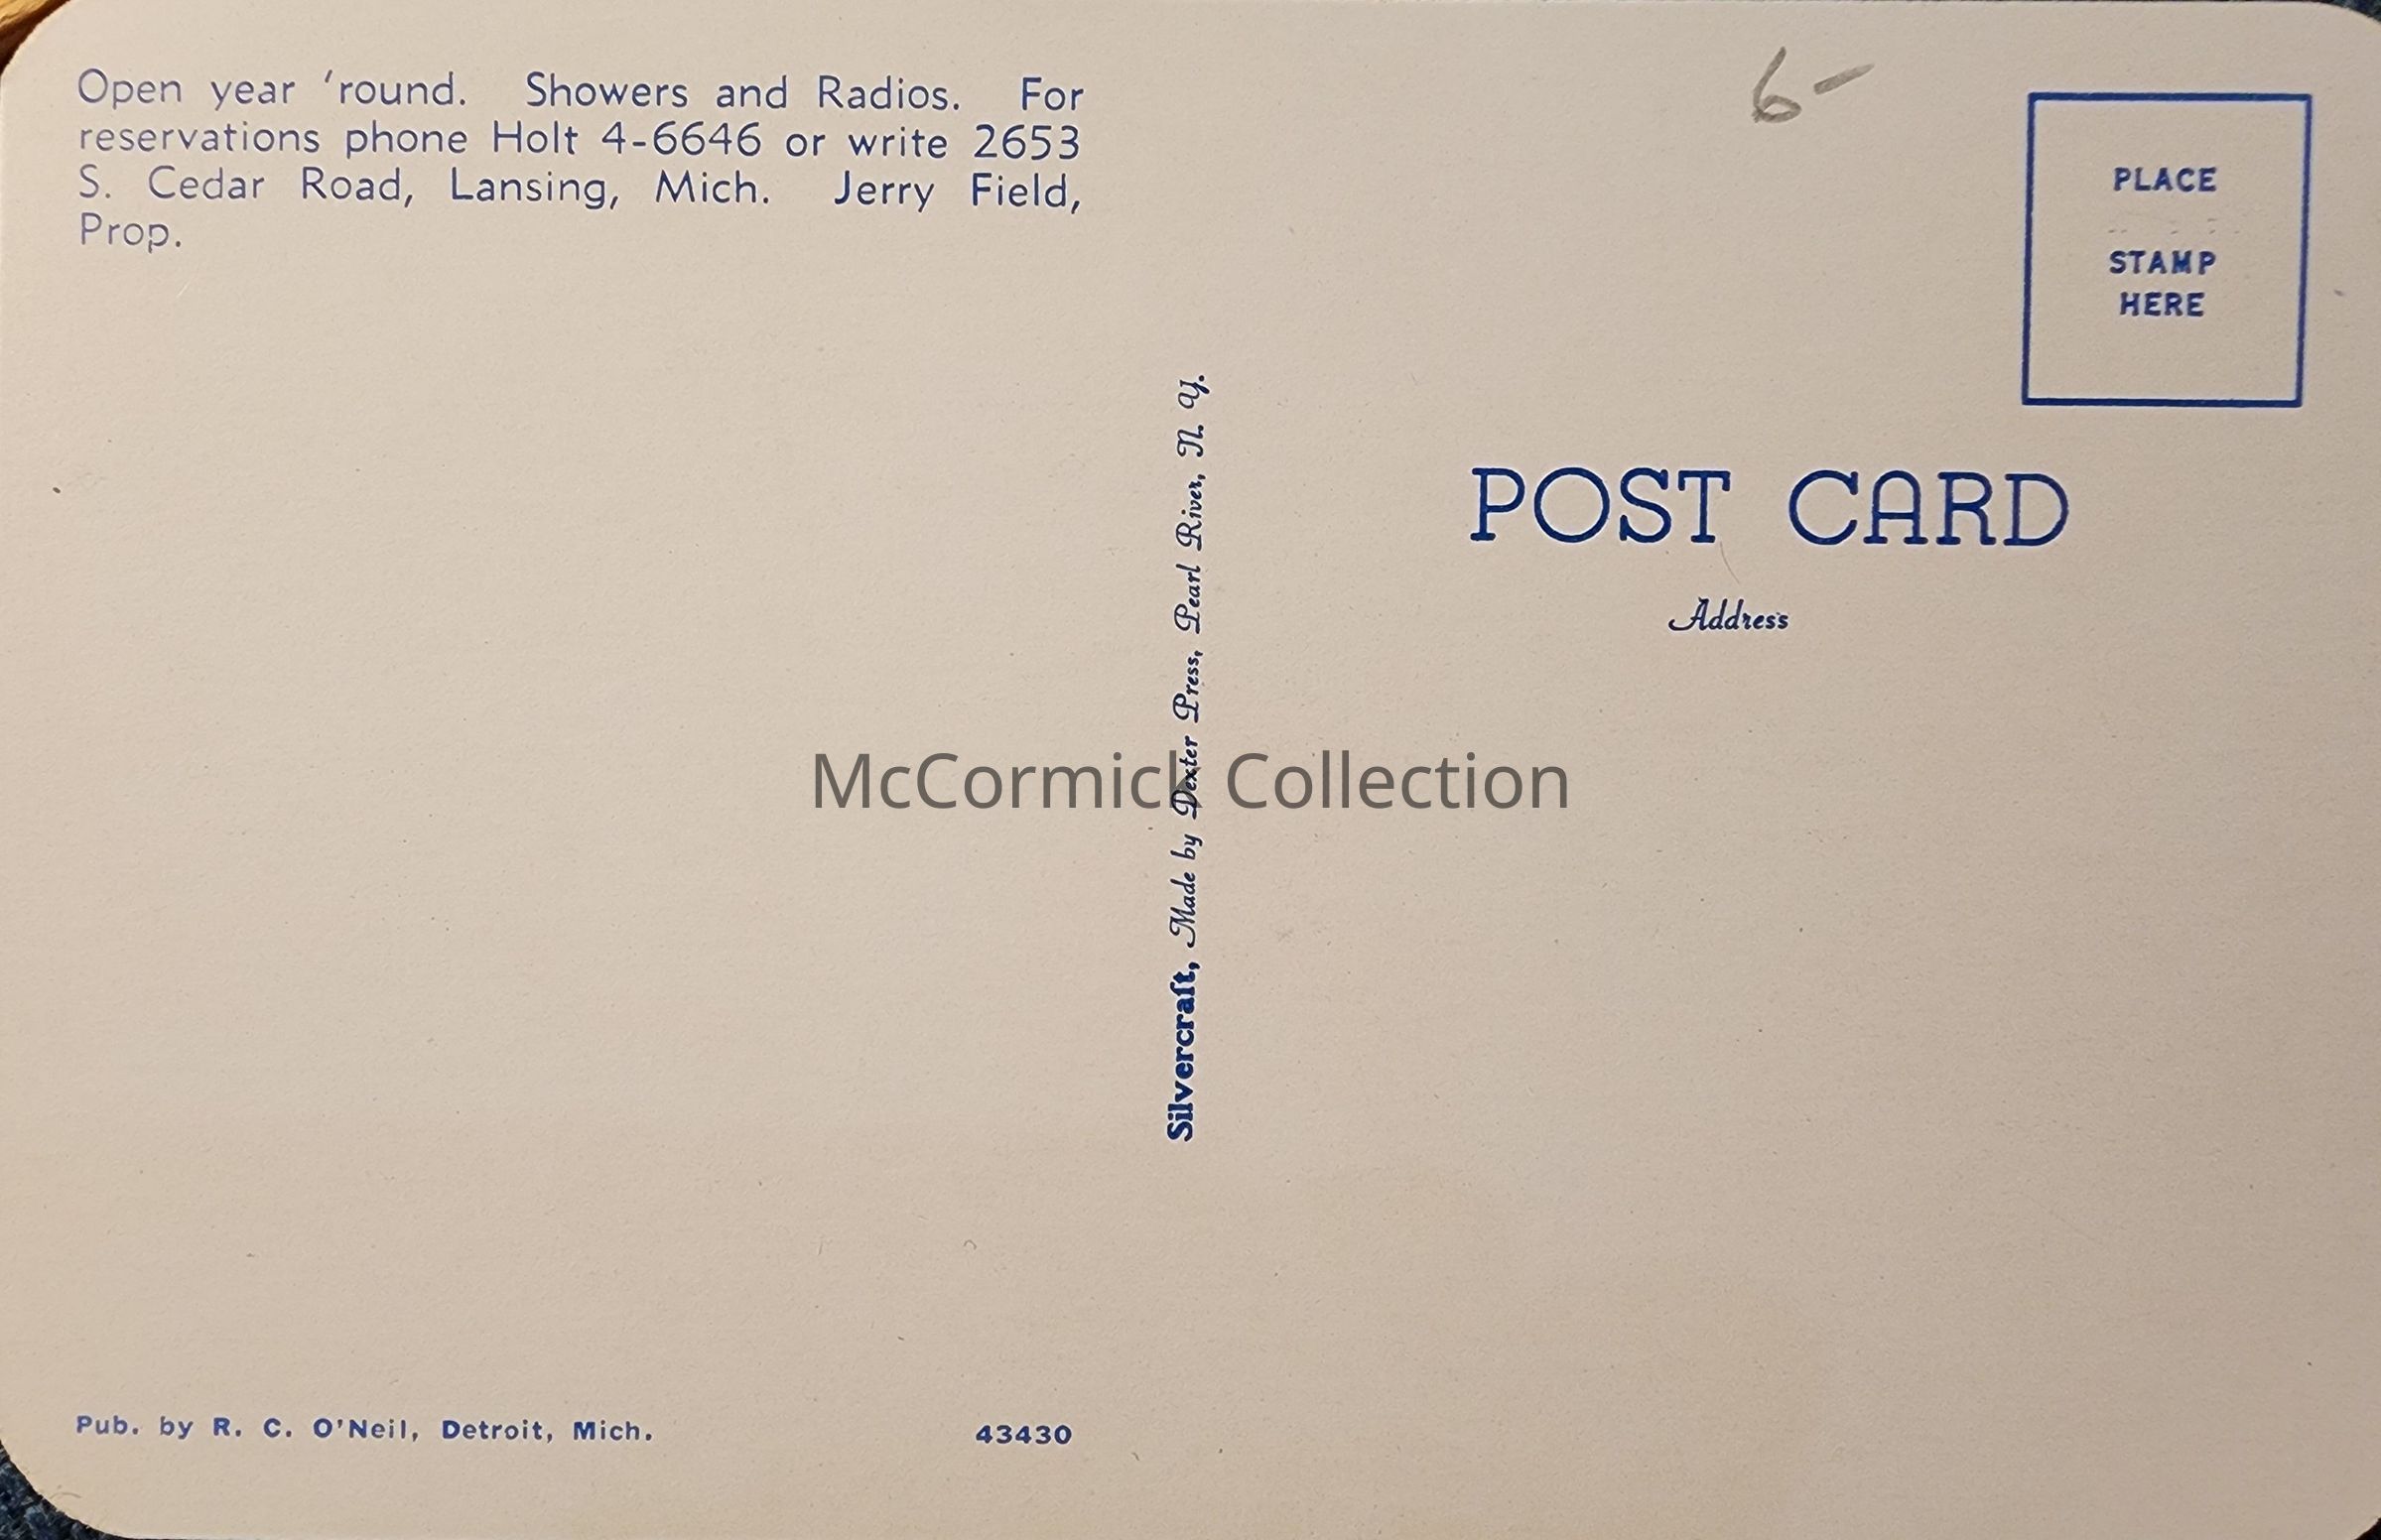 Open year ‘round. Showers and Radios. For
reservations phone Holt 4-6646 or write 2653
S. Cedar Road, Lansing, Mich. Jerry Field,
Prop.
6-
PLACE
STAMP
HERE
POST CARD
Address
Silvercraft, Made by Dexter Press, Pearl River, N. Y.
McCormick Collection
Pub. by R. C. O'Neil, Detroit, Mich.
43430